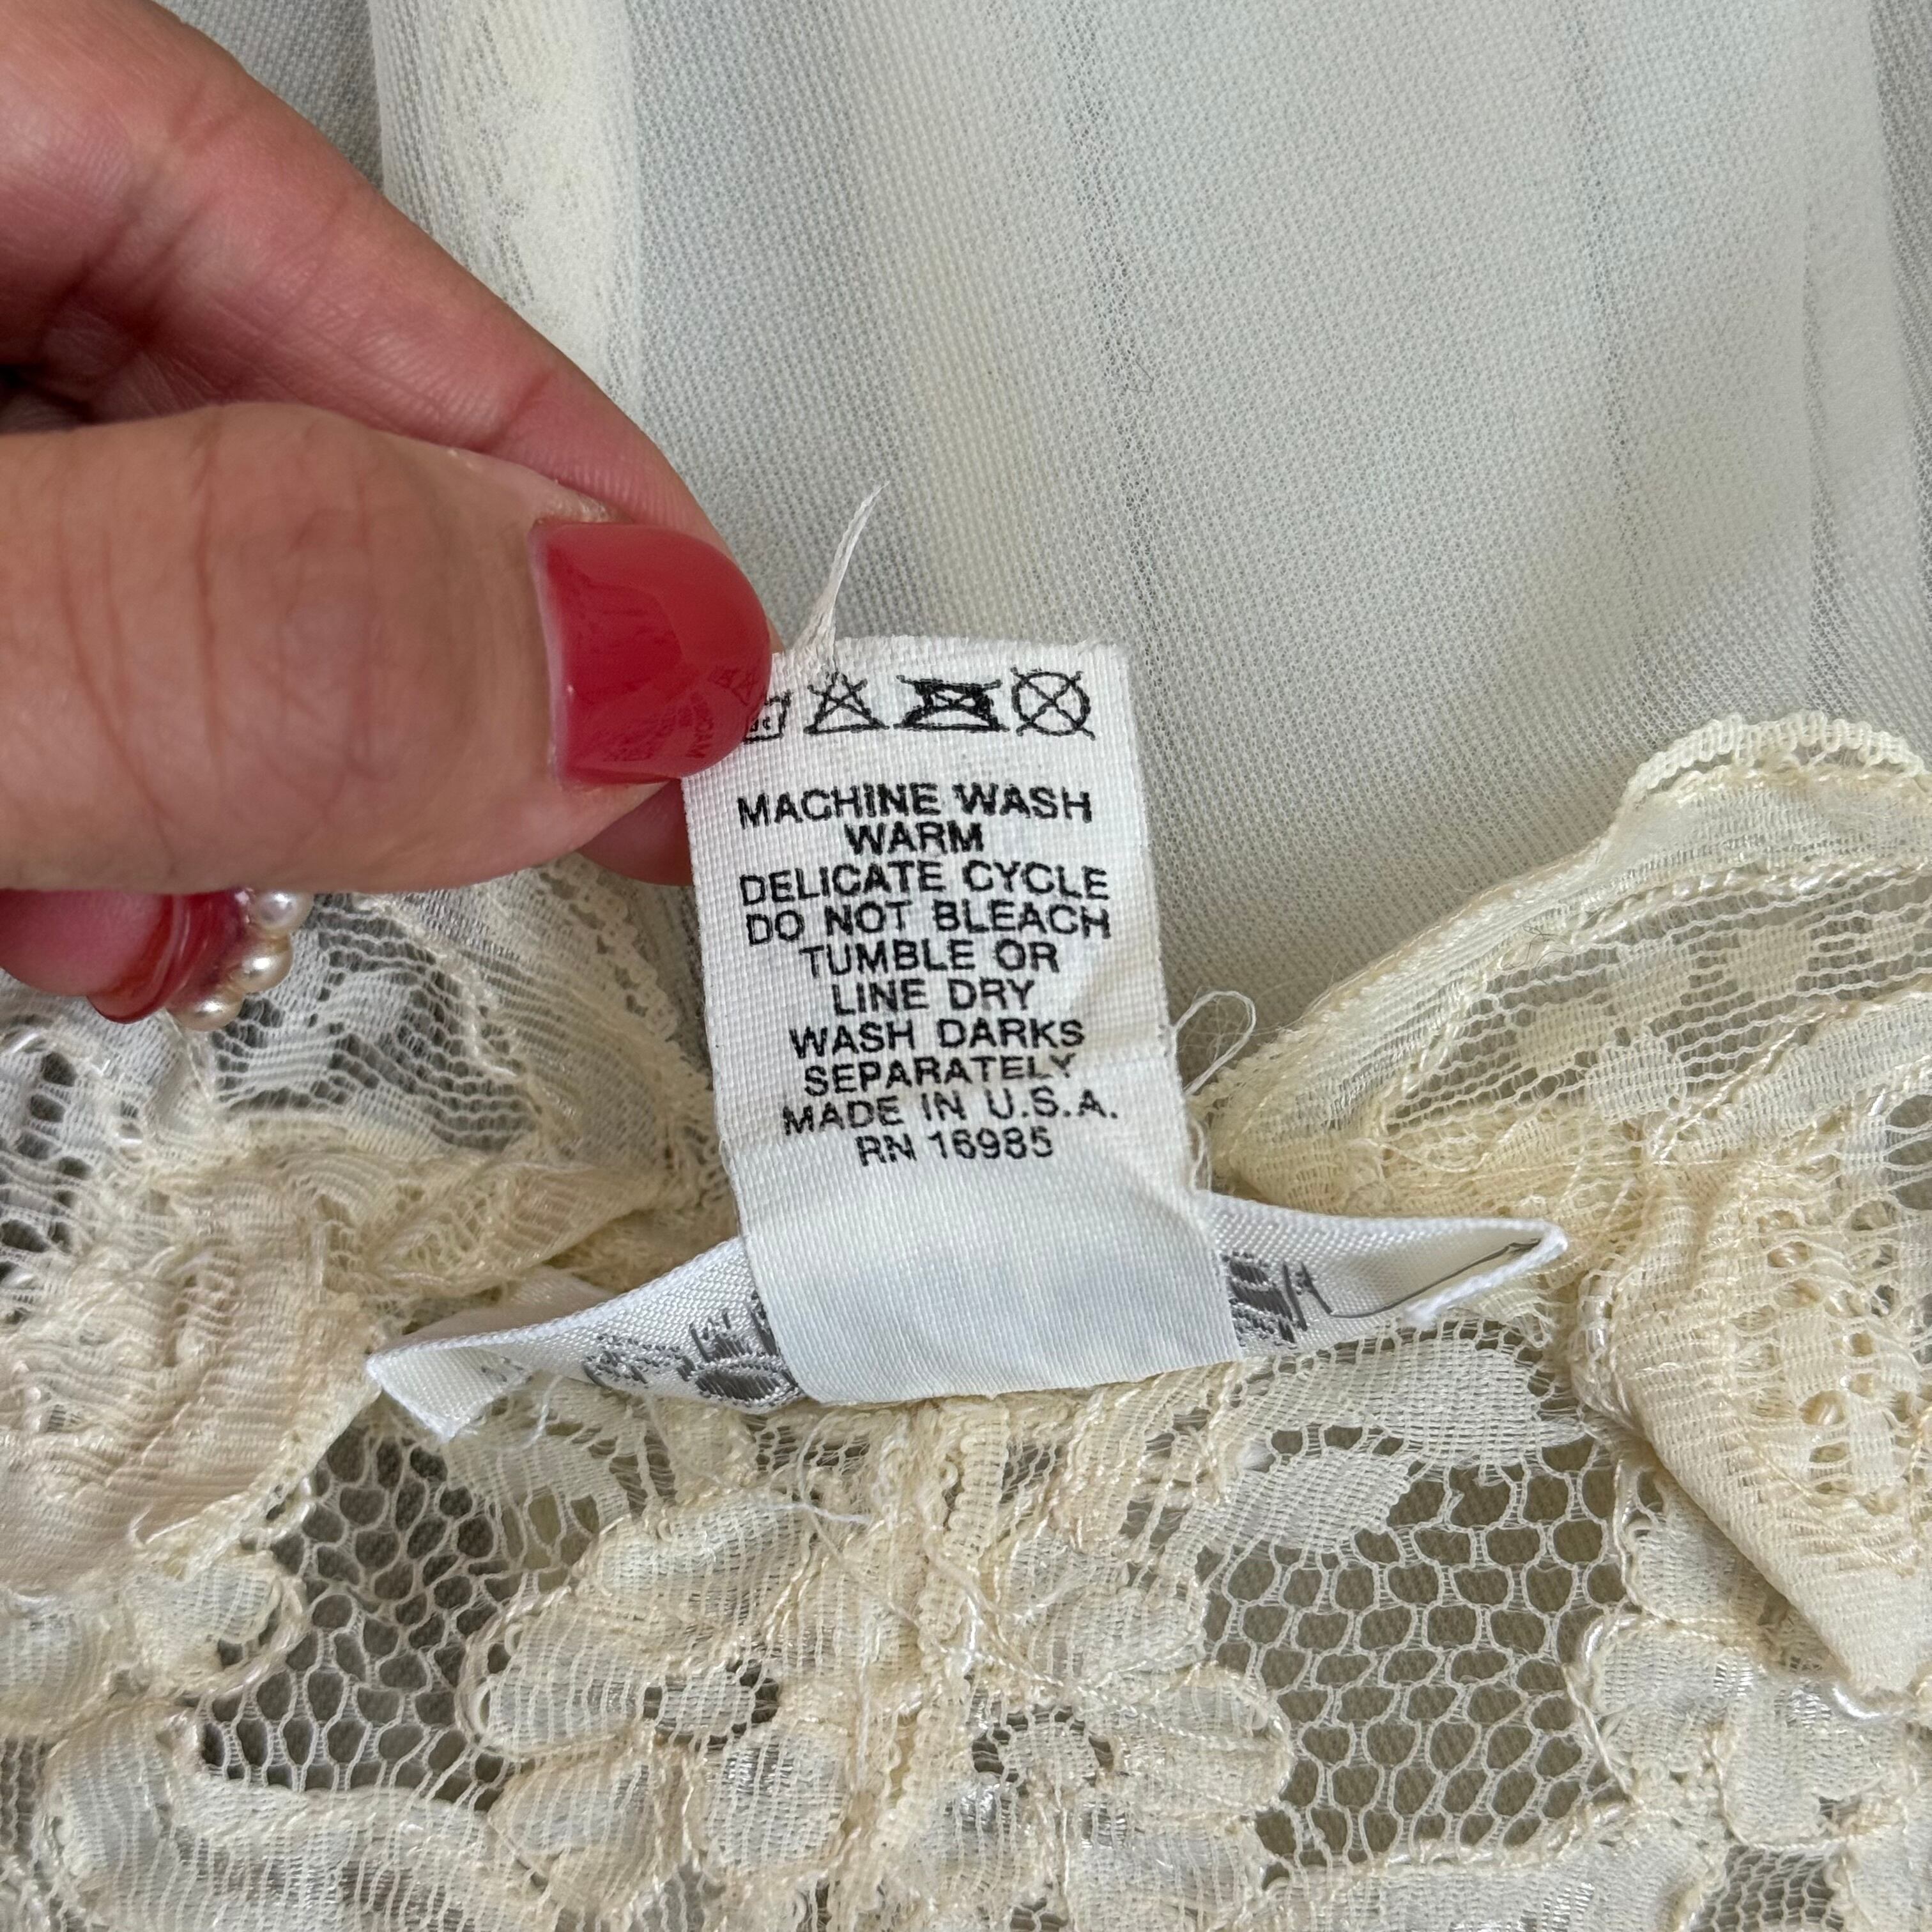 MACHINE WASH
WARM
DELICATE CYCLE
DO NOT BLEACH
TUMBLE OR
LINE DRY
WASH DARKS
SEPARATELY
MADE IN U.S.A.
RN 16985